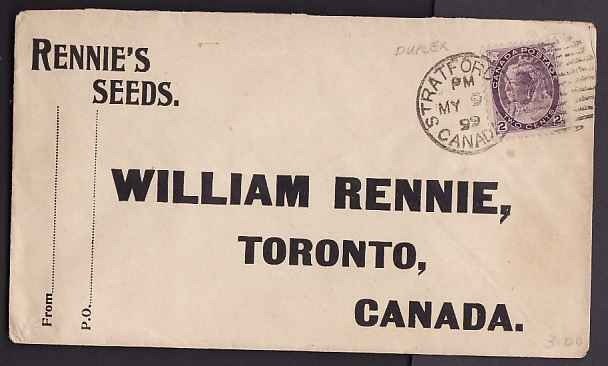 RENNIE'S
SEEDS.
DUPLEX
STRATFORD
PM
MY 9
99
CANADA
CANADA POSTAGE
2 TWO CENTS 2
WILLIAM RENNIE,
TORONTO,
CANADA.
From
P.O.
3.00